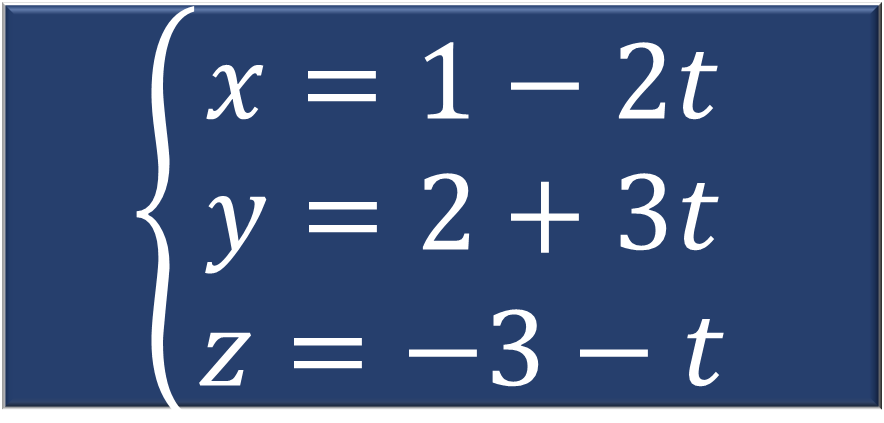 x = 1 − 2t
y = 2 + 3t
z = −3 − t